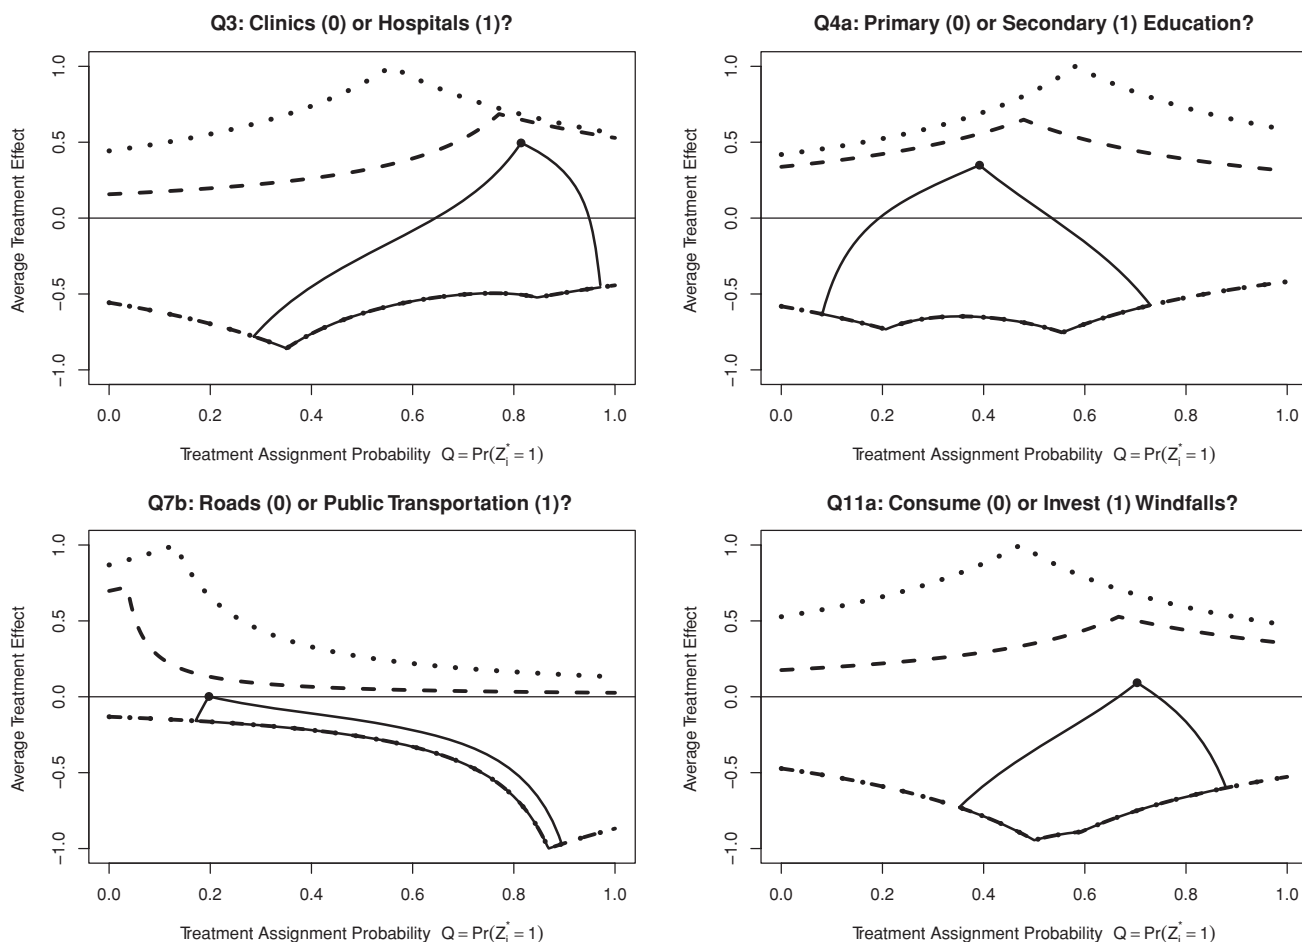 Q3: Clinics (0) or Hospitals (1)?
Average Treatment Effect
1.0
0.5
0.0
−0.5
−1.0
0.0 0.2 0.4 0.6 0.8 1.0
Treatment Assignment Probability Q = Pr(Z*i = 1)
Q4a: Primary (0) or Secondary (1) Education?
Average Treatment Effect
1.0
0.5
0.0
−0.5
−1.0
0.0 0.2 0.4 0.6 0.8 1.0
Treatment Assignment Probability Q = Pr(Z*i = 1)
Q7b: Roads (0) or Public Transportation (1)?
Average Treatment Effect
1.0
0.5
0.0
−0.5
−1.0
0.0 0.2 0.4 0.6 0.8 1.0
Treatment Assignment Probability Q = Pr(Z*i = 1)
Q11a: Consume (0) or Invest (1) Windfalls?
Average Treatment Effect
1.0
0.5
0.0
−0.5
−1.0
0.0 0.2 0.4 0.6 0.8 1.0
Treatment Assignment Probability Q = Pr(Z*i = 1)